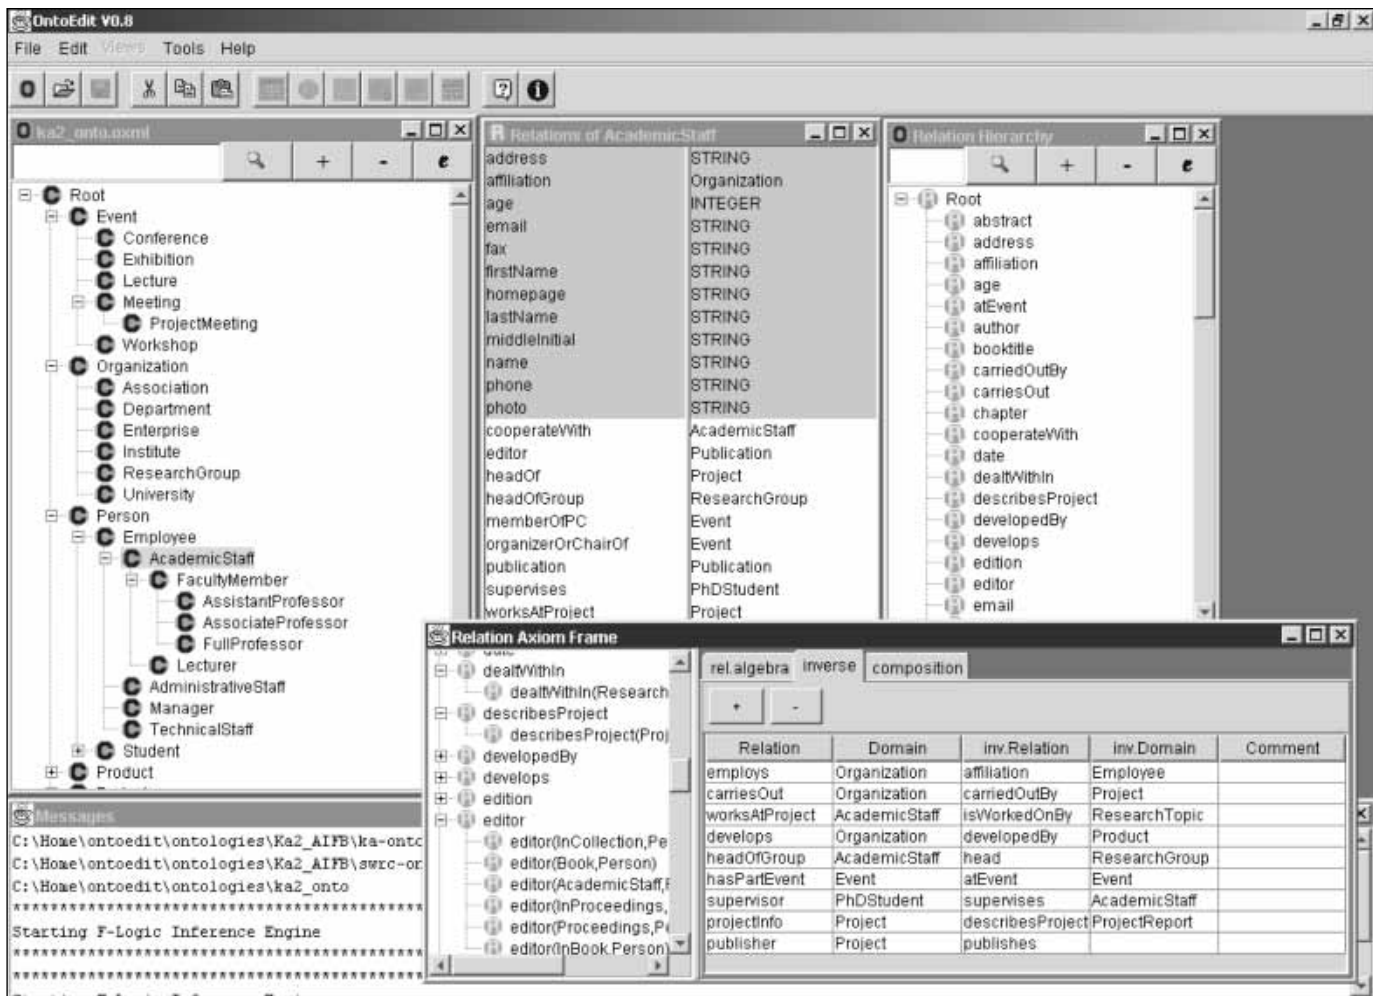 OntoEdit V0.8
File Edit Views Tools Help
ka2_onto.oxml
+ - e
Root
Event
Conference
Exhibition
Lecture
Meeting
ProjectMeeting
Workshop
Organization
Association
Department
Enterprise
Institute
ResearchGroup
University
Person
Employee
AcademicStaff
FacultyMember
AssistantProfessor
AssociateProfessor
FullProfessor
Lecturer
AdministrativeStaff
Manager
TechnicalStaff
Student
Product
R Relations of AcademicStaff
address STRING
affiliation Organization
age INTEGER
email STRING
fax STRING
firstName STRING
homepage STRING
lastName STRING
middleInitial STRING
name STRING
phone STRING
photo STRING
cooperateWith AcademicStaff
editor Publication
headOf Project
headOfGroup ResearchGroup
memberOfPC Event
organizerOrChairOf Event
publication Publication
supervises PhDStudent
worksAtProject Project
Relation Hierarchy
+ - e
Root
abstract
address
affiliation
age
atEvent
author
booktitle
carriedOutBy
carriesOut
chapter
cooperateWith
date
dealtWithIn
describesProject
developedBy
develops
edition
editor
email
Relation Axiom Frame
date
dealtWithIn
dealtWithIn(Research
describesProject
describesProject(Proj
developedBy
develops
edition
editor
editor(InCollection,Pe
editor(Book,Person)
editor(AcademicStaff,
editor(InProceedings,
editor(Proceedings,Pe
editor(InBook,Person)
rel.algebra inverse composition
+ -
Relation Domain inv.Relation inv.Domain Comment
employs Organization affiliation Employee
carriesOut Organization carriedOutBy Project
worksAtProject AcademicStaff isWorkedOnBy ResearchTopic
develops Organization developedBy Product
headOfGroup AcademicStaff head ResearchGroup
hasPartEvent Event atEvent Event
supervisor PhDStudent supervises AcademicStaff
projectInfo Project describesProject ProjectReport
publisher Project publishes
Messages
C:\Home\ontoedit\ontologies\Ka2_AIFB\ka-onto
C:\Home\ontoedit\ontologies\Ka2_AIFB\swrc-on
C:\Home\ontoedit\ontologies\ka2_onto
************************************
Starting F-Logic Inference Engine
************************************